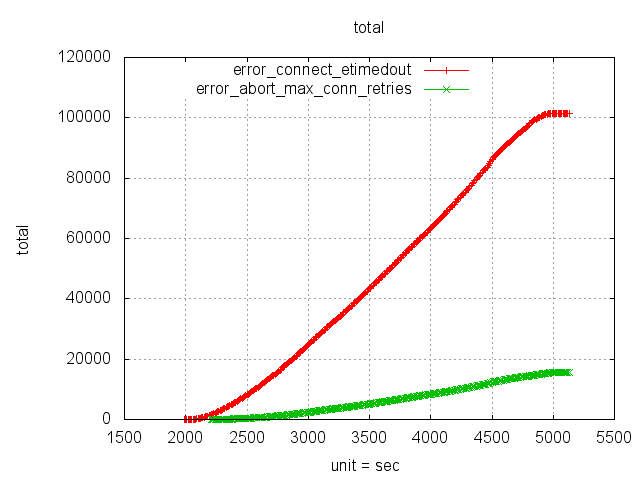 total
120000
100000
80000
60000
40000
20000
0
total
error_connect_etimedout
error_abort_max_conn_retries
1500 2000 2500 3000 3500 4000 4500 5000 5500
unit = sec